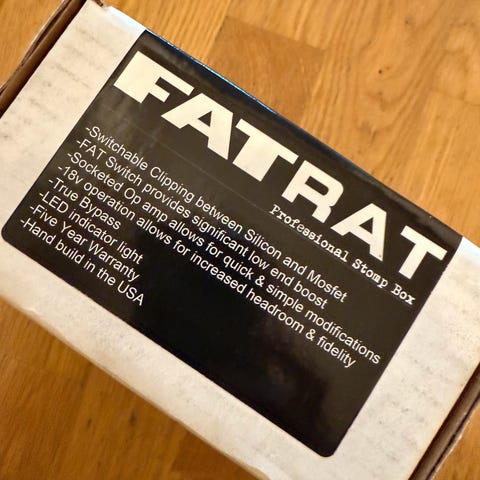 FATRAT
Professional Stomp Box
-Switchable Clipping between Silicon and Mosfet
-FAT Switch provides significant low end boost
-Socketed Op amp allows for quick & simple modifications
-18v operation allows for increased headroom & fidelity
-True Bypass
-LED indicator light
-Five Year Warranty
-Hand build in the USA